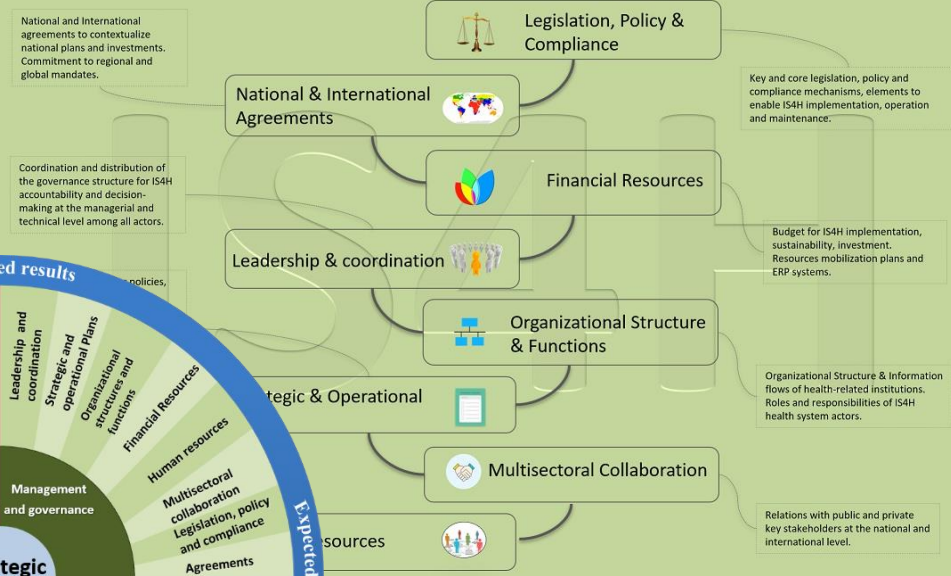 National and International
agreements to contextualize
national plans and investments.
Commitment to regional and
global mandates.
Legislation, Policy &
Compliance
Key and core legislation, policy and
compliance mechanisms, elements to
enable IS4H implementation, operation
and maintenance.
National & International
Agreements
Coordination and distribution of
the governance structure for IS4H
accountability and decision-
making at the managerial and
technical level among all actors.
Financial Resources
Budget for IS4H implementation,
sustainability, investment.
Resources mobilization plans and
ERP systems.
Leadership & coordination
policies,
Organizational Structure
& Functions
Organizational Structure & Information
flows of health-related institutions.
Roles and responsibilities of IS4H
health system actors.
tegic & Operational
Multisectoral Collaboration
Relations with public and private
key stakeholders at the national and
international level.
esources
ed results
Leadership and
coordination
Strategic and
operational Plans
Organizational
structures and
functions
Financial Resources
Human resources
Multisectoral
collaboration
Legislation, policy
and compliance
Agreements
Expected
Management
and governance
tegic